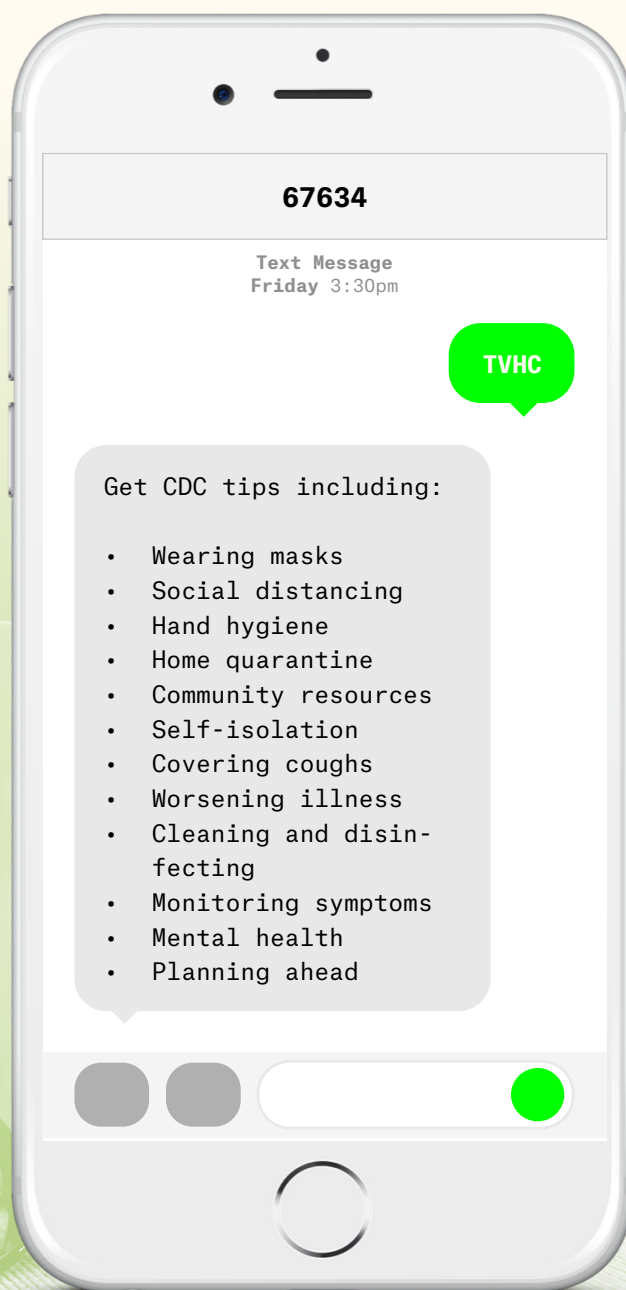 67634
Text Message
Friday 3:30pm
TVHC
Get CDC tips including:
• Wearing masks
• Social distancing
• Hand hygiene
• Home quarantine
• Community resources
• Self-isolation
• Covering coughs
• Worsening illness
• Cleaning and disin-
fecting
• Monitoring symptoms
• Mental health
• Planning ahead